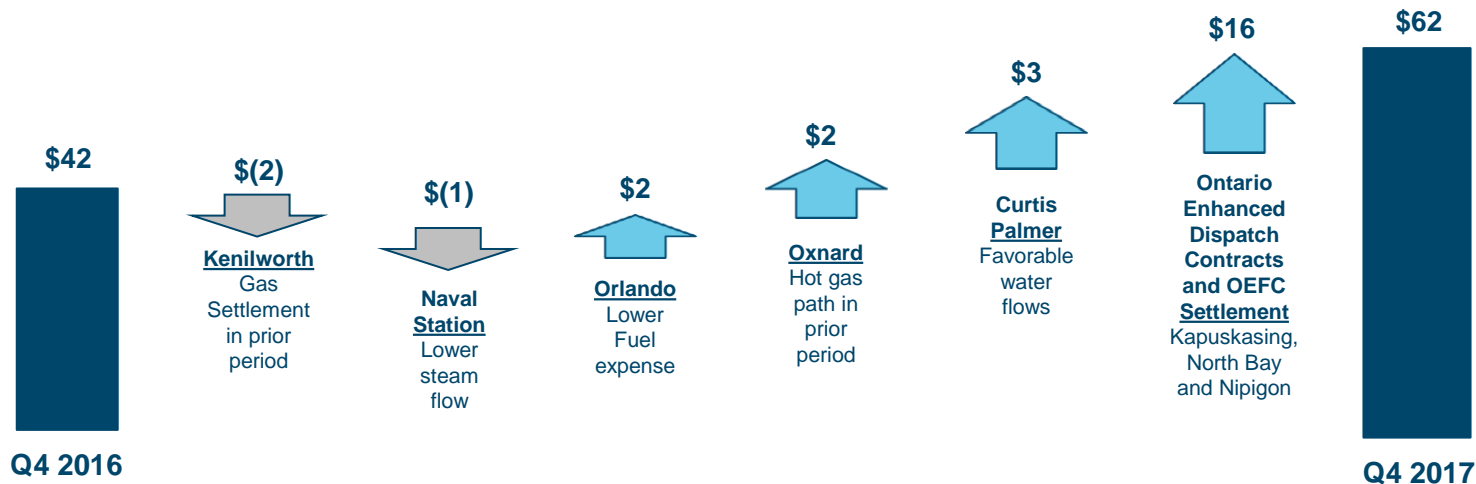 $42
Q4 2016
$(2)
Kenilworth
Gas
Settlement
in prior
period
$(1)
Naval
Station
Lower
steam
flow
$2
Orlando
Lower
Fuel
expense
$2
Oxnard
Hot gas
path in
prior
period
$3
Curtis
Palmer
Favorable
water
flows
$16
Ontario
Enhanced
Dispatch
Contracts
and OEFC
Settlement
Kapuskasing,
North Bay
and Nipigon
$62
Q4 2017